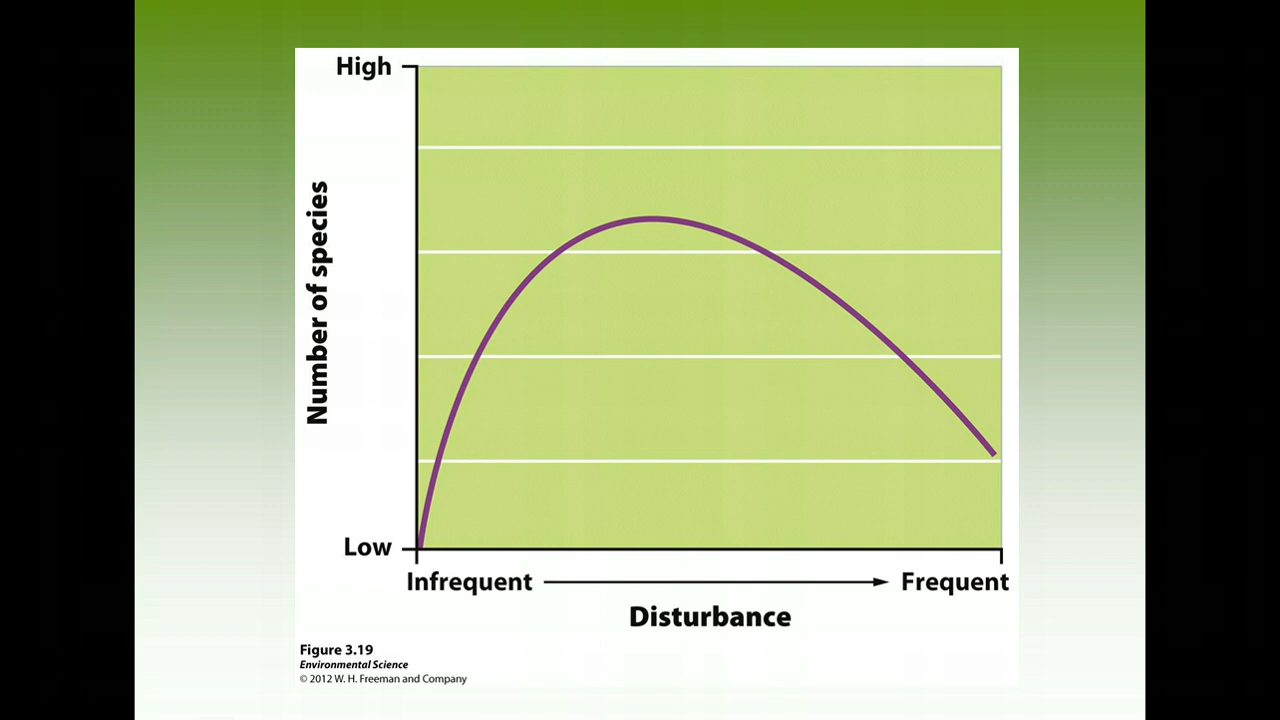 High
Number of species
Low
Infrequent
Frequent
Disturbance
Figure 3.19
Environmental Science
© 2012 W. H. Freeman and Company